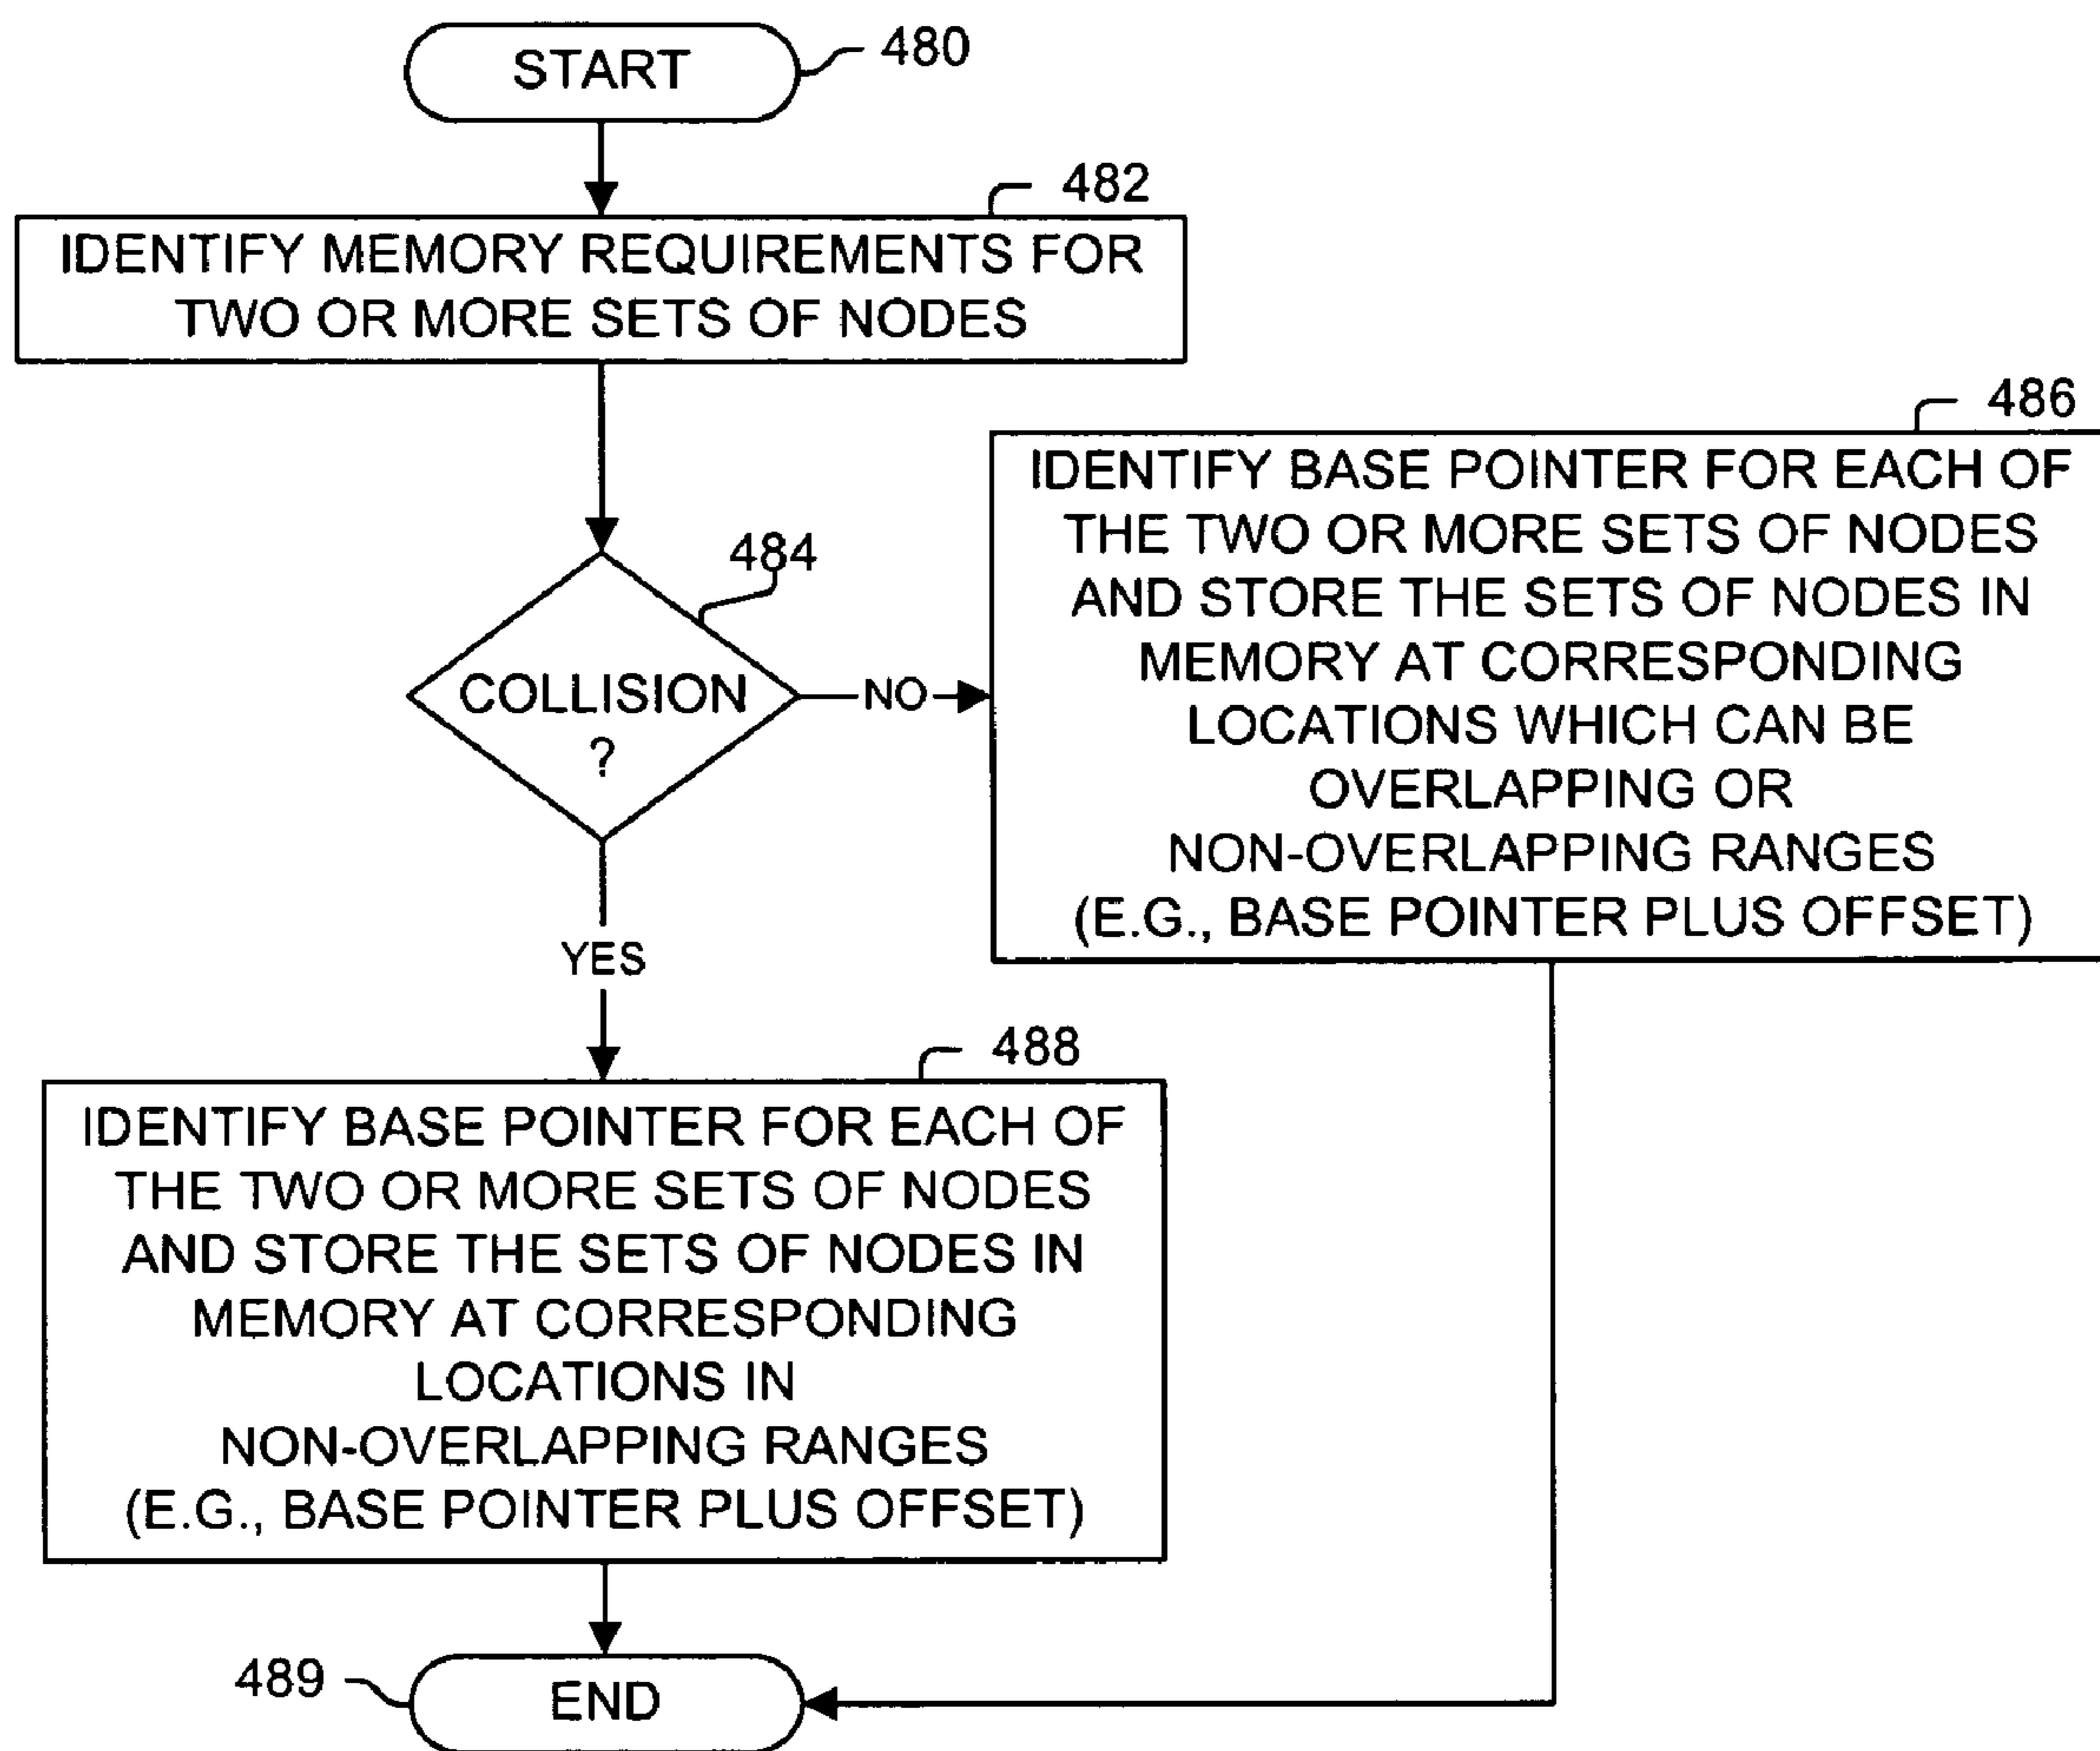 START
480
482
IDENTIFY MEMORY REQUIREMENTS FOR
TWO OR MORE SETS OF NODES
484
COLLISION
?
NO
486
IDENTIFY BASE POINTER FOR EACH OF
THE TWO OR MORE SETS OF NODES
AND STORE THE SETS OF NODES IN
MEMORY AT CORRESPONDING
LOCATIONS WHICH CAN BE
OVERLAPPING OR
NON-OVERLAPPING RANGES
(E.G., BASE POINTER PLUS OFFSET)
YES
488
IDENTIFY BASE POINTER FOR EACH OF
THE TWO OR MORE SETS OF NODES
AND STORE THE SETS OF NODES IN
MEMORY AT CORRESPONDING
LOCATIONS IN
NON-OVERLAPPING RANGES
(E.G., BASE POINTER PLUS OFFSET)
489
END